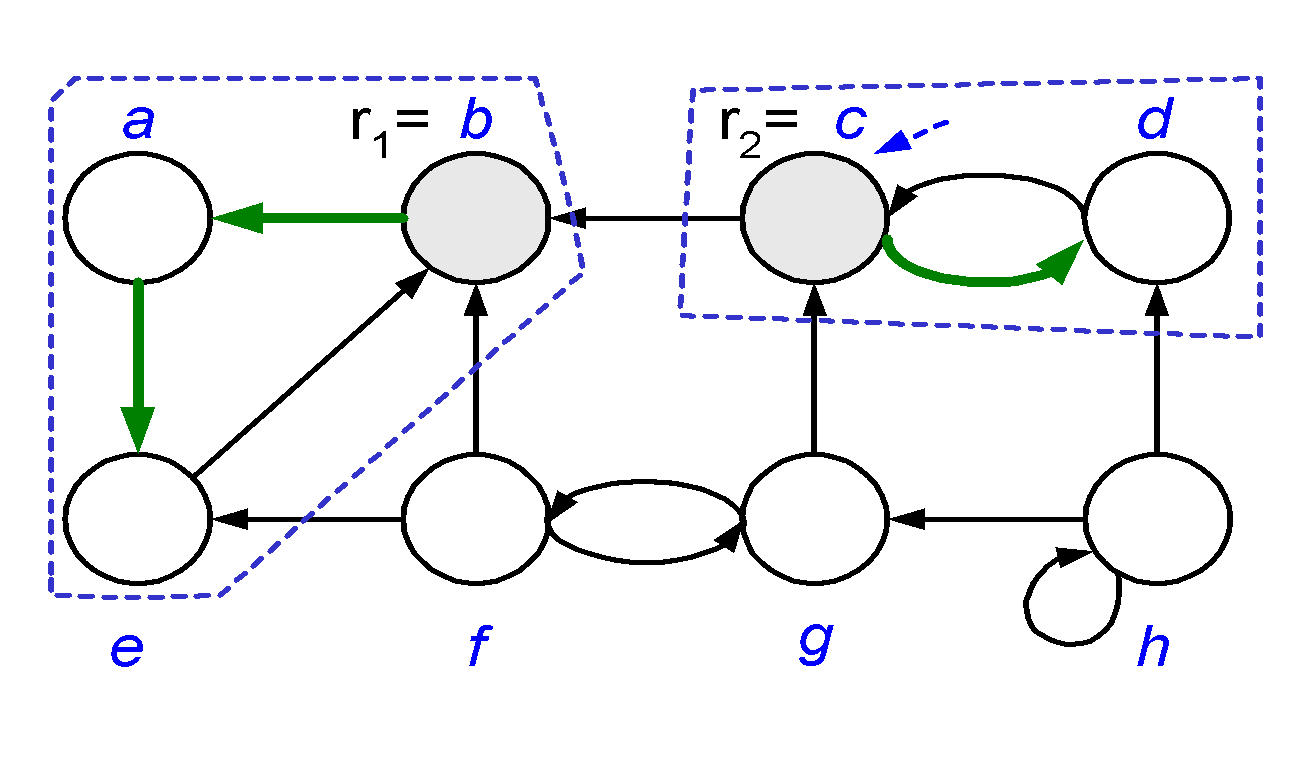 a r₁= b r₂= c d
e f g h